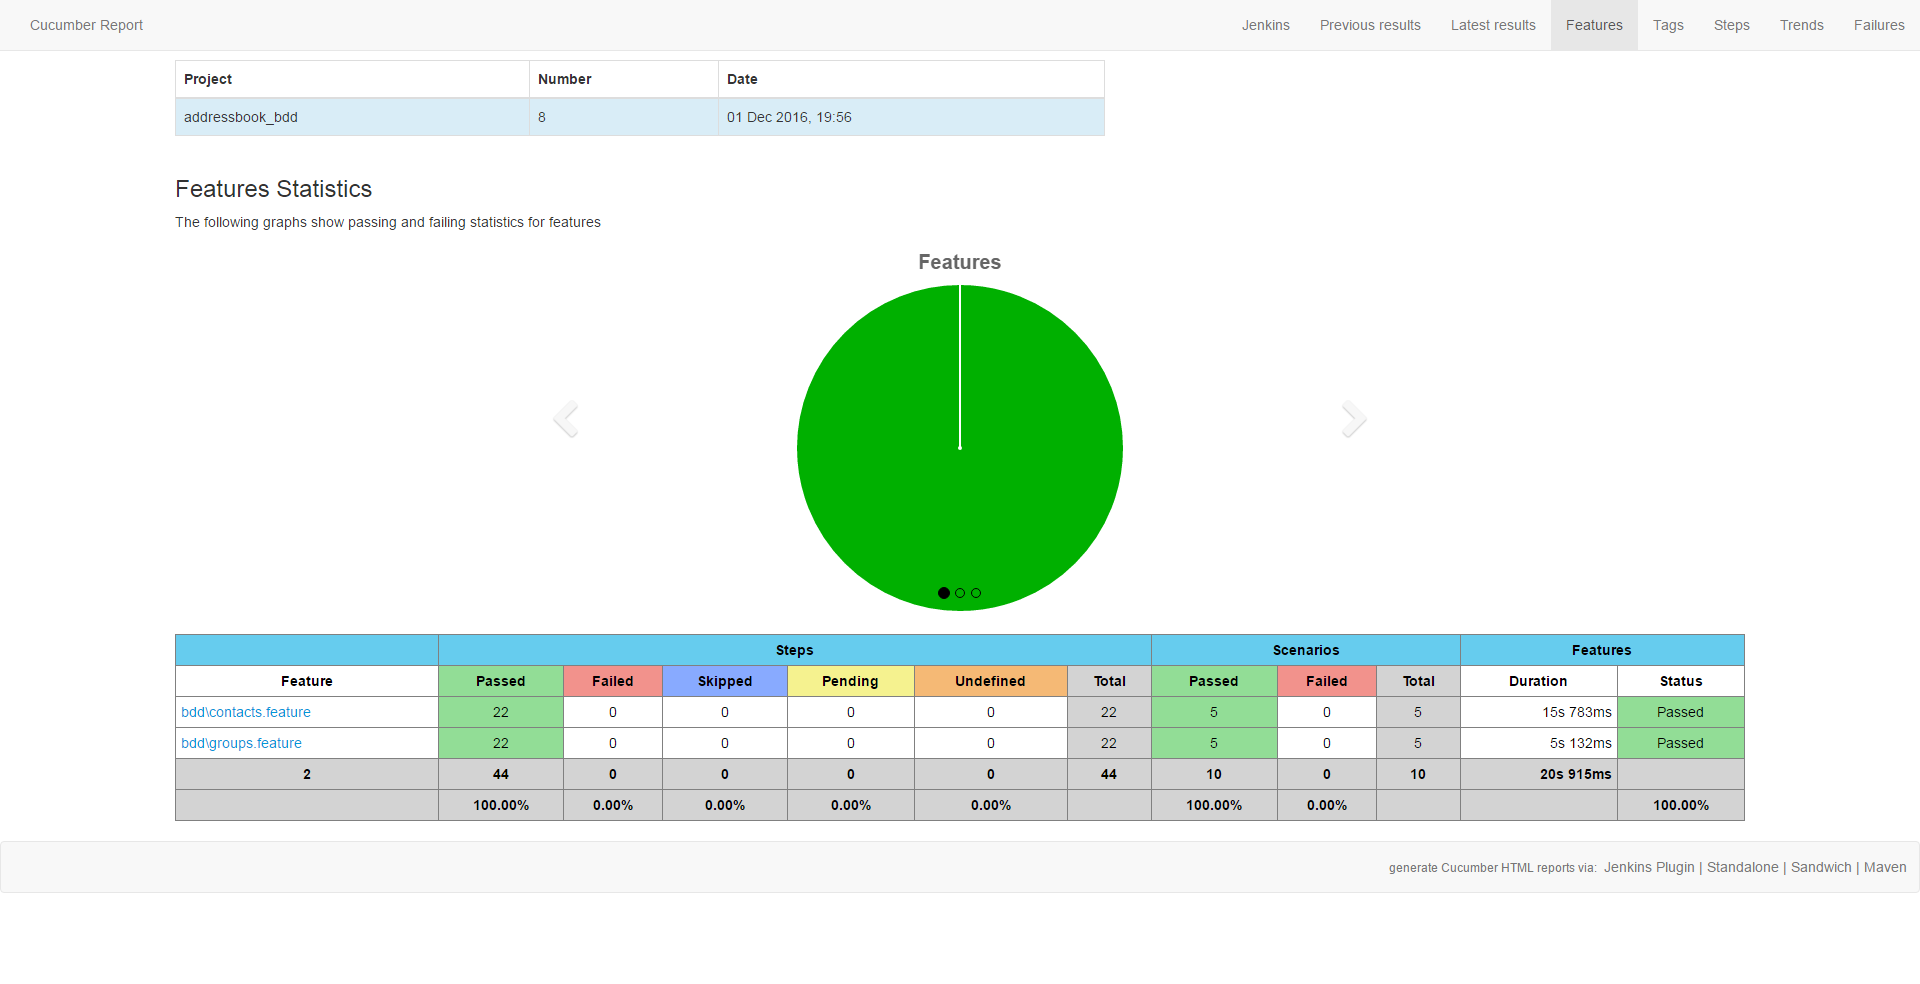 Cucumber Report Jenkins Previous results Latest results Features Tags Steps Trends Failures
Project Number Date
addressbook_bdd 8 01 Dec 2016, 19:56
Features Statistics
The following graphs show passing and failing statistics for features
Features
Steps Scenarios Features
Feature Passed Failed Skipped Pending Undefined Total Passed Failed Total Duration Status
bdd\contacts.feature 22 0 0 0 0 22 5 0 5 15s 783ms Passed
bdd\groups.feature 22 0 0 0 0 22 5 0 5 5s 132ms Passed
2 44 0 0 0 0 44 10 0 10 20s 915ms
100.00% 0.00% 0.00% 0.00% 0.00% 100.00% 0.00% 100.00%
generate Cucumber HTML reports via: Jenkins Plugin | Standalone | Sandwich | Maven